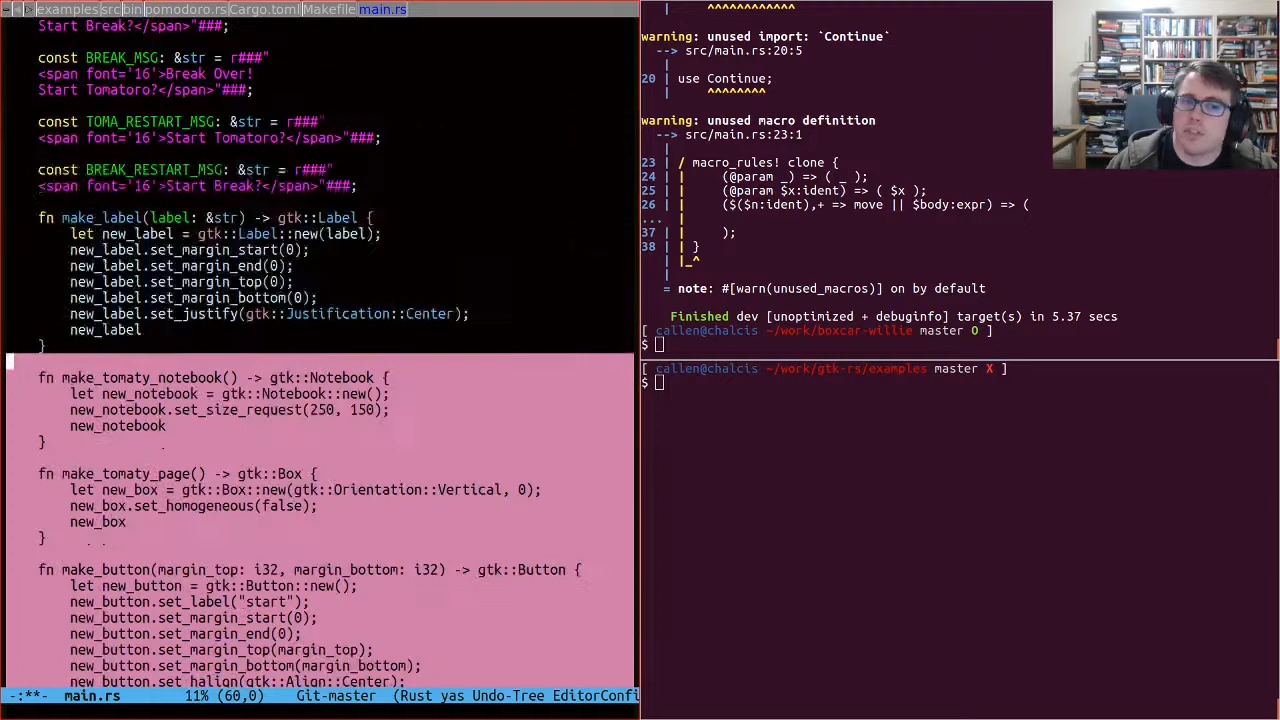 examples src bin pomodoro.rs Cargo.toml Makefile main.rs
Start Break?</span>"###;
const BREAK_MSG: &str = r###"
<span font='16'>Break Over!
Start Tomatoro?</span>"###;
const TOMA_RESTART_MSG: &str = r###"
<span font='16'>Start Tomatoro?</span>"###;
const BREAK_RESTART_MSG: &str = r###"
<span font='16'>Start Break?</span>"###;
fn make_label(label: &str) -> gtk::Label {
let new_label = gtk::Label::new(label);
new_label.set_margin_start(0);
new_label.set_margin_end(0);
new_label.set_margin_top(0);
new_label.set_margin_bottom(0);
new_label.set_justify(gtk::Justification::Center);
new_label
}
fn make_tomaty_notebook() -> gtk::Notebook {
let new_notebook = gtk::Notebook::new();
new_notebook.set_size_request(250, 150);
new_notebook
}
fn make_tomaty_page() -> gtk::Box {
let new_box = gtk::Box::new(gtk::Orientation::Vertical, 0);
new_box.set_homogeneous(false);
new_box
}
fn make_button(margin_top: i32, margin_bottom: i32) -> gtk::Button {
let new_button = gtk::Button::new();
new_button.set_label("start");
new_button.set_margin_start(0);
new_button.set_margin_end(0);
new_button.set_margin_top(margin_top);
new_button.set_margin_bottom(margin_bottom);
new_button.set_halign(gtk::Align::Center);
-:**- main.rs 11% (60,0) Git-master (Rust yas Undo-Tree EditorConfi
| ^^^^^^^^^^^^
warning: unused import: `Continue`
--> src/main.rs:20:5
|
20 | use Continue;
| ^^^^^^^^
warning: unused macro definition
--> src/main.rs:23:1
|
23 | / macro_rules! clone {
24 | | (@param _) => ( _ );
25 | | (@param $x:ident) => ( $x );
26 | | ($($n:ident),+ => move || $body:expr) => (
... |
37 | | );
38 | | }
| |_^
|
= note: #[warn(unused_macros)] on by default
Finished dev [unoptimized + debuginfo] target(s) in 5.37 secs
[ callen@chalcis ~/work/boxcar-willie master O ]
$
[ callen@chalcis ~/work/gtk-rs/examples master X ]
$